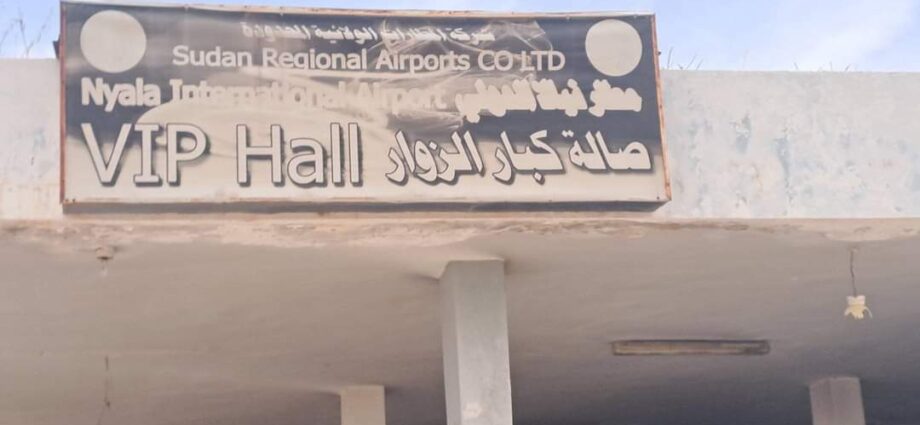 شركة المطارات الولائية المحدودة
Sudan Regional Airports CO LTD
Nyala International Airport مطار نيالا الدولي
VIP Hall صالة كبار الزوار